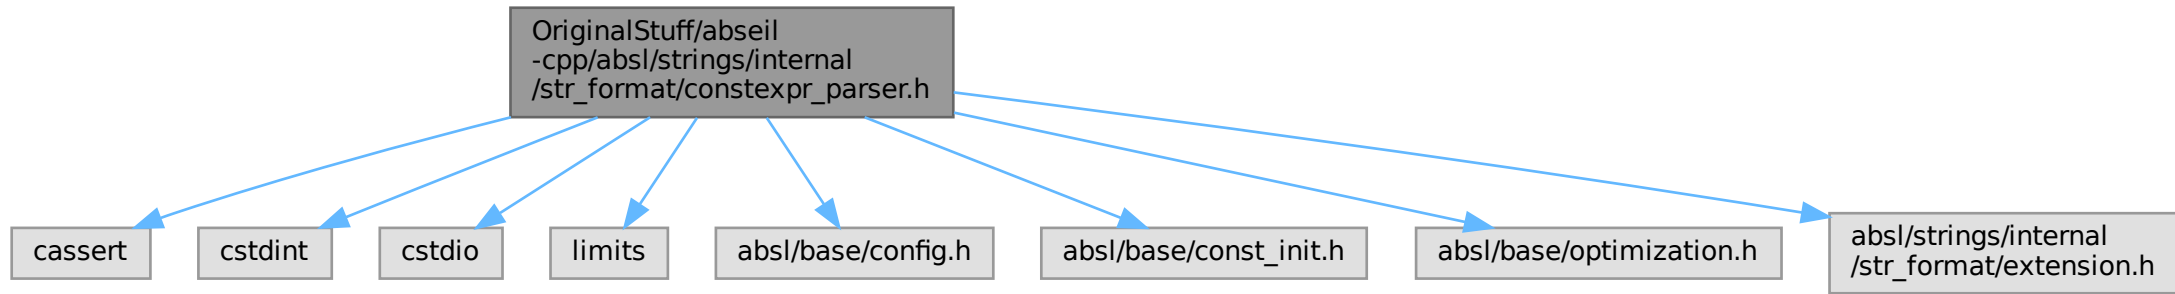 OriginalStuff/abseil
-cpp/absl/strings/internal
/str_format/constexpr_parser.h
cassert
cstdint
cstdio
limits
absl/base/config.h
absl/base/const_init.h
absl/base/optimization.h
absl/strings/internal
/str_format/extension.h